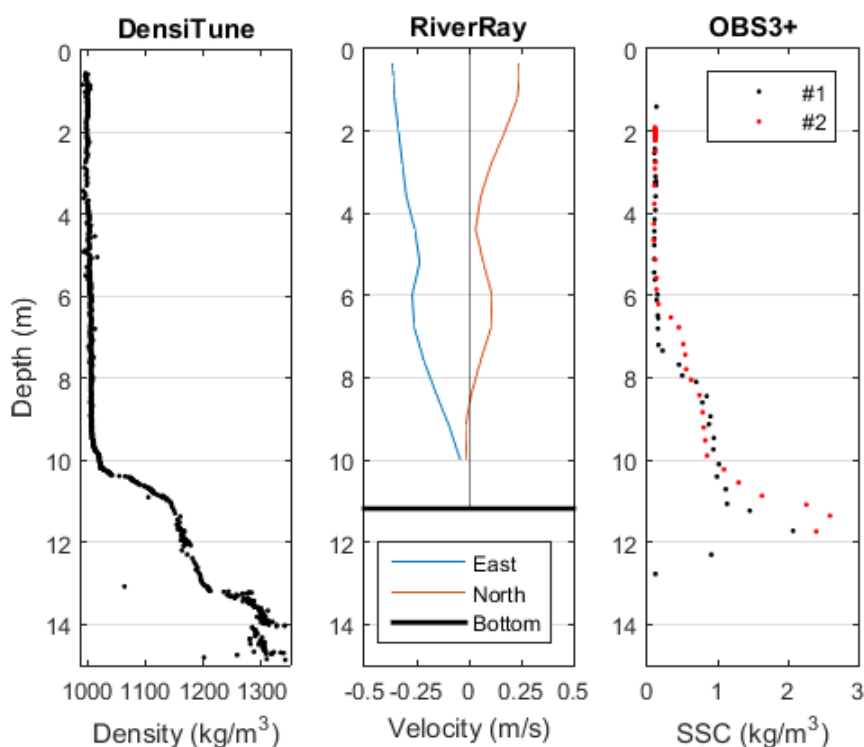 DensiTune
RiverRay
OBS3+
0
2
4
6
8
10
12
14
Depth (m)
1000 1100 1200 1300
Density (kg/m³)
0
2
4
6
8
10
12
14
East
North
Bottom
-0.5 -0.25 0 0.25 0.5
Velocity (m/s)
0
2
4
6
8
10
12
14
#1
#2
0 1 2 3
SSC (kg/m³)